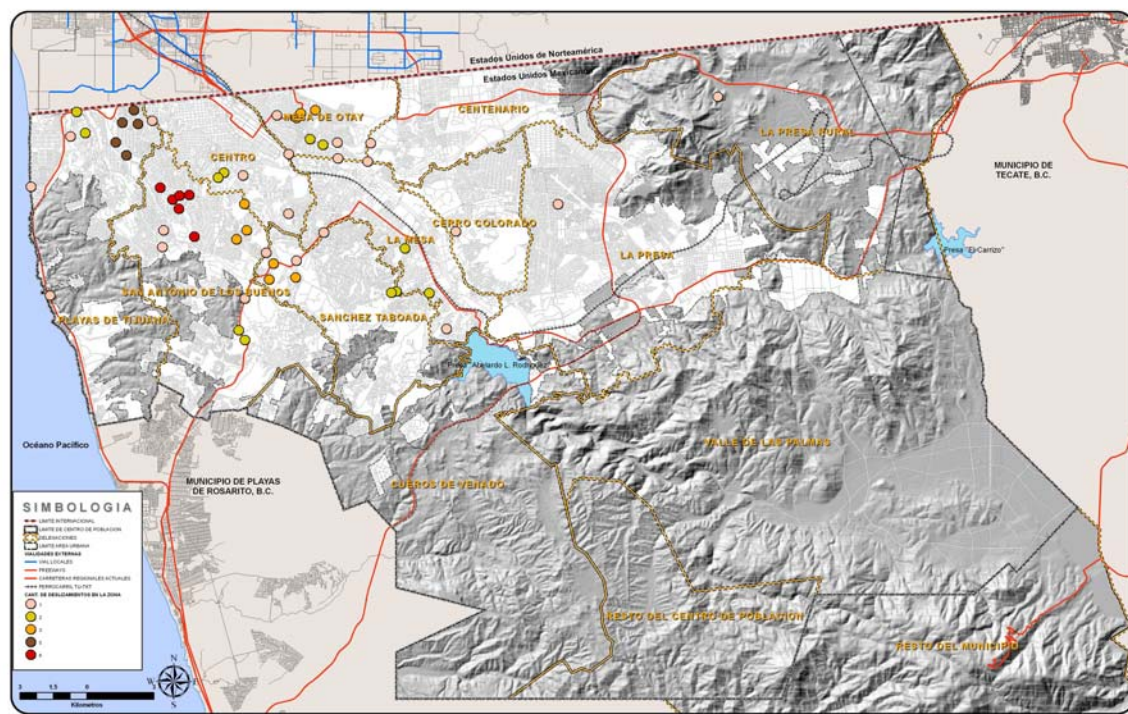 Estados Unidos de Norteamérica
Estados Unidos Mexicanos
MESA DE OTAY
CENTENARIO
LA PRESA RURAL
CENTRO
MUNICIPIO DE
TECATE, B.C.
CERRO COLORADO
LA MESA
LA PRESA
Presa "El Carrizo"
SAN ANTONIO DE LOS BUENOS
PLAYAS DE TIJUANA
SANCHEZ TABOADA
Presa "Abelardo L. Rodriguez"
Océano Pacífico
VALLE DE LAS PALMAS
MUNICIPIO DE PLAYAS
DE ROSARITO, B.C.
CUEROS DE VENADO
RESTO DEL CENTRO DE POBLACION
RESTO DEL MUNICIPIO
SIMBOLOGIA
LIMITE INTERNACIONAL
LIMITE DE CENTRO DE POBLACION
DELEGACIONES
LIMITE AREA URBANA
VIALIDADES EXTERNAS
VIAL LOCALES
FREEWAYS
CARRETERAS REGIONALES ACTUALES
FERROCARRIL TIJ-TKT
CANT. DE DESLIZAMIENTOS EN LA ZONA
1
2
3
N
W
E
S
3 1.5 0 3
Kilometros